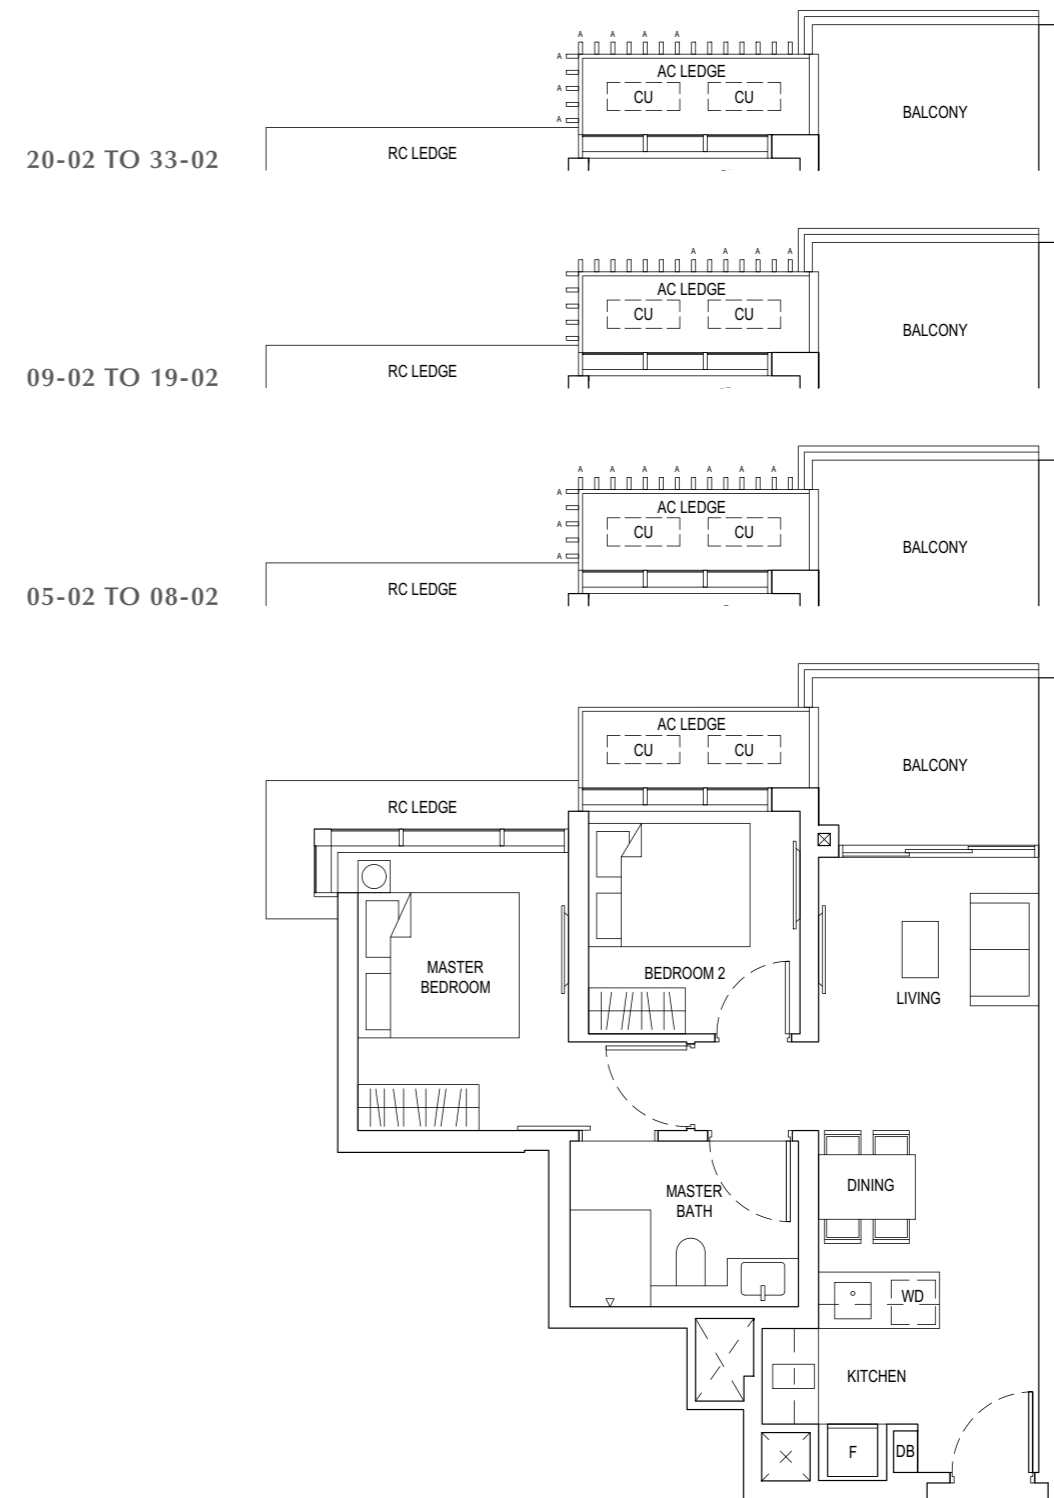 A A A A
A
A
A
AC LEDGE
CU CU
BALCONY
20-02 TO 33-02
RC LEDGE
A A A A
AC LEDGE
CU CU
BALCONY
09-02 TO 19-02
RC LEDGE
A A A A A A A
A
A
A
AC LEDGE
CU CU
BALCONY
05-02 TO 08-02
RC LEDGE
AC LEDGE
CU CU
BALCONY
RC LEDGE
MASTER
BEDROOM
BEDROOM 2
LIVING
DINING
MASTER
BATH
WD
KITCHEN
F
DB